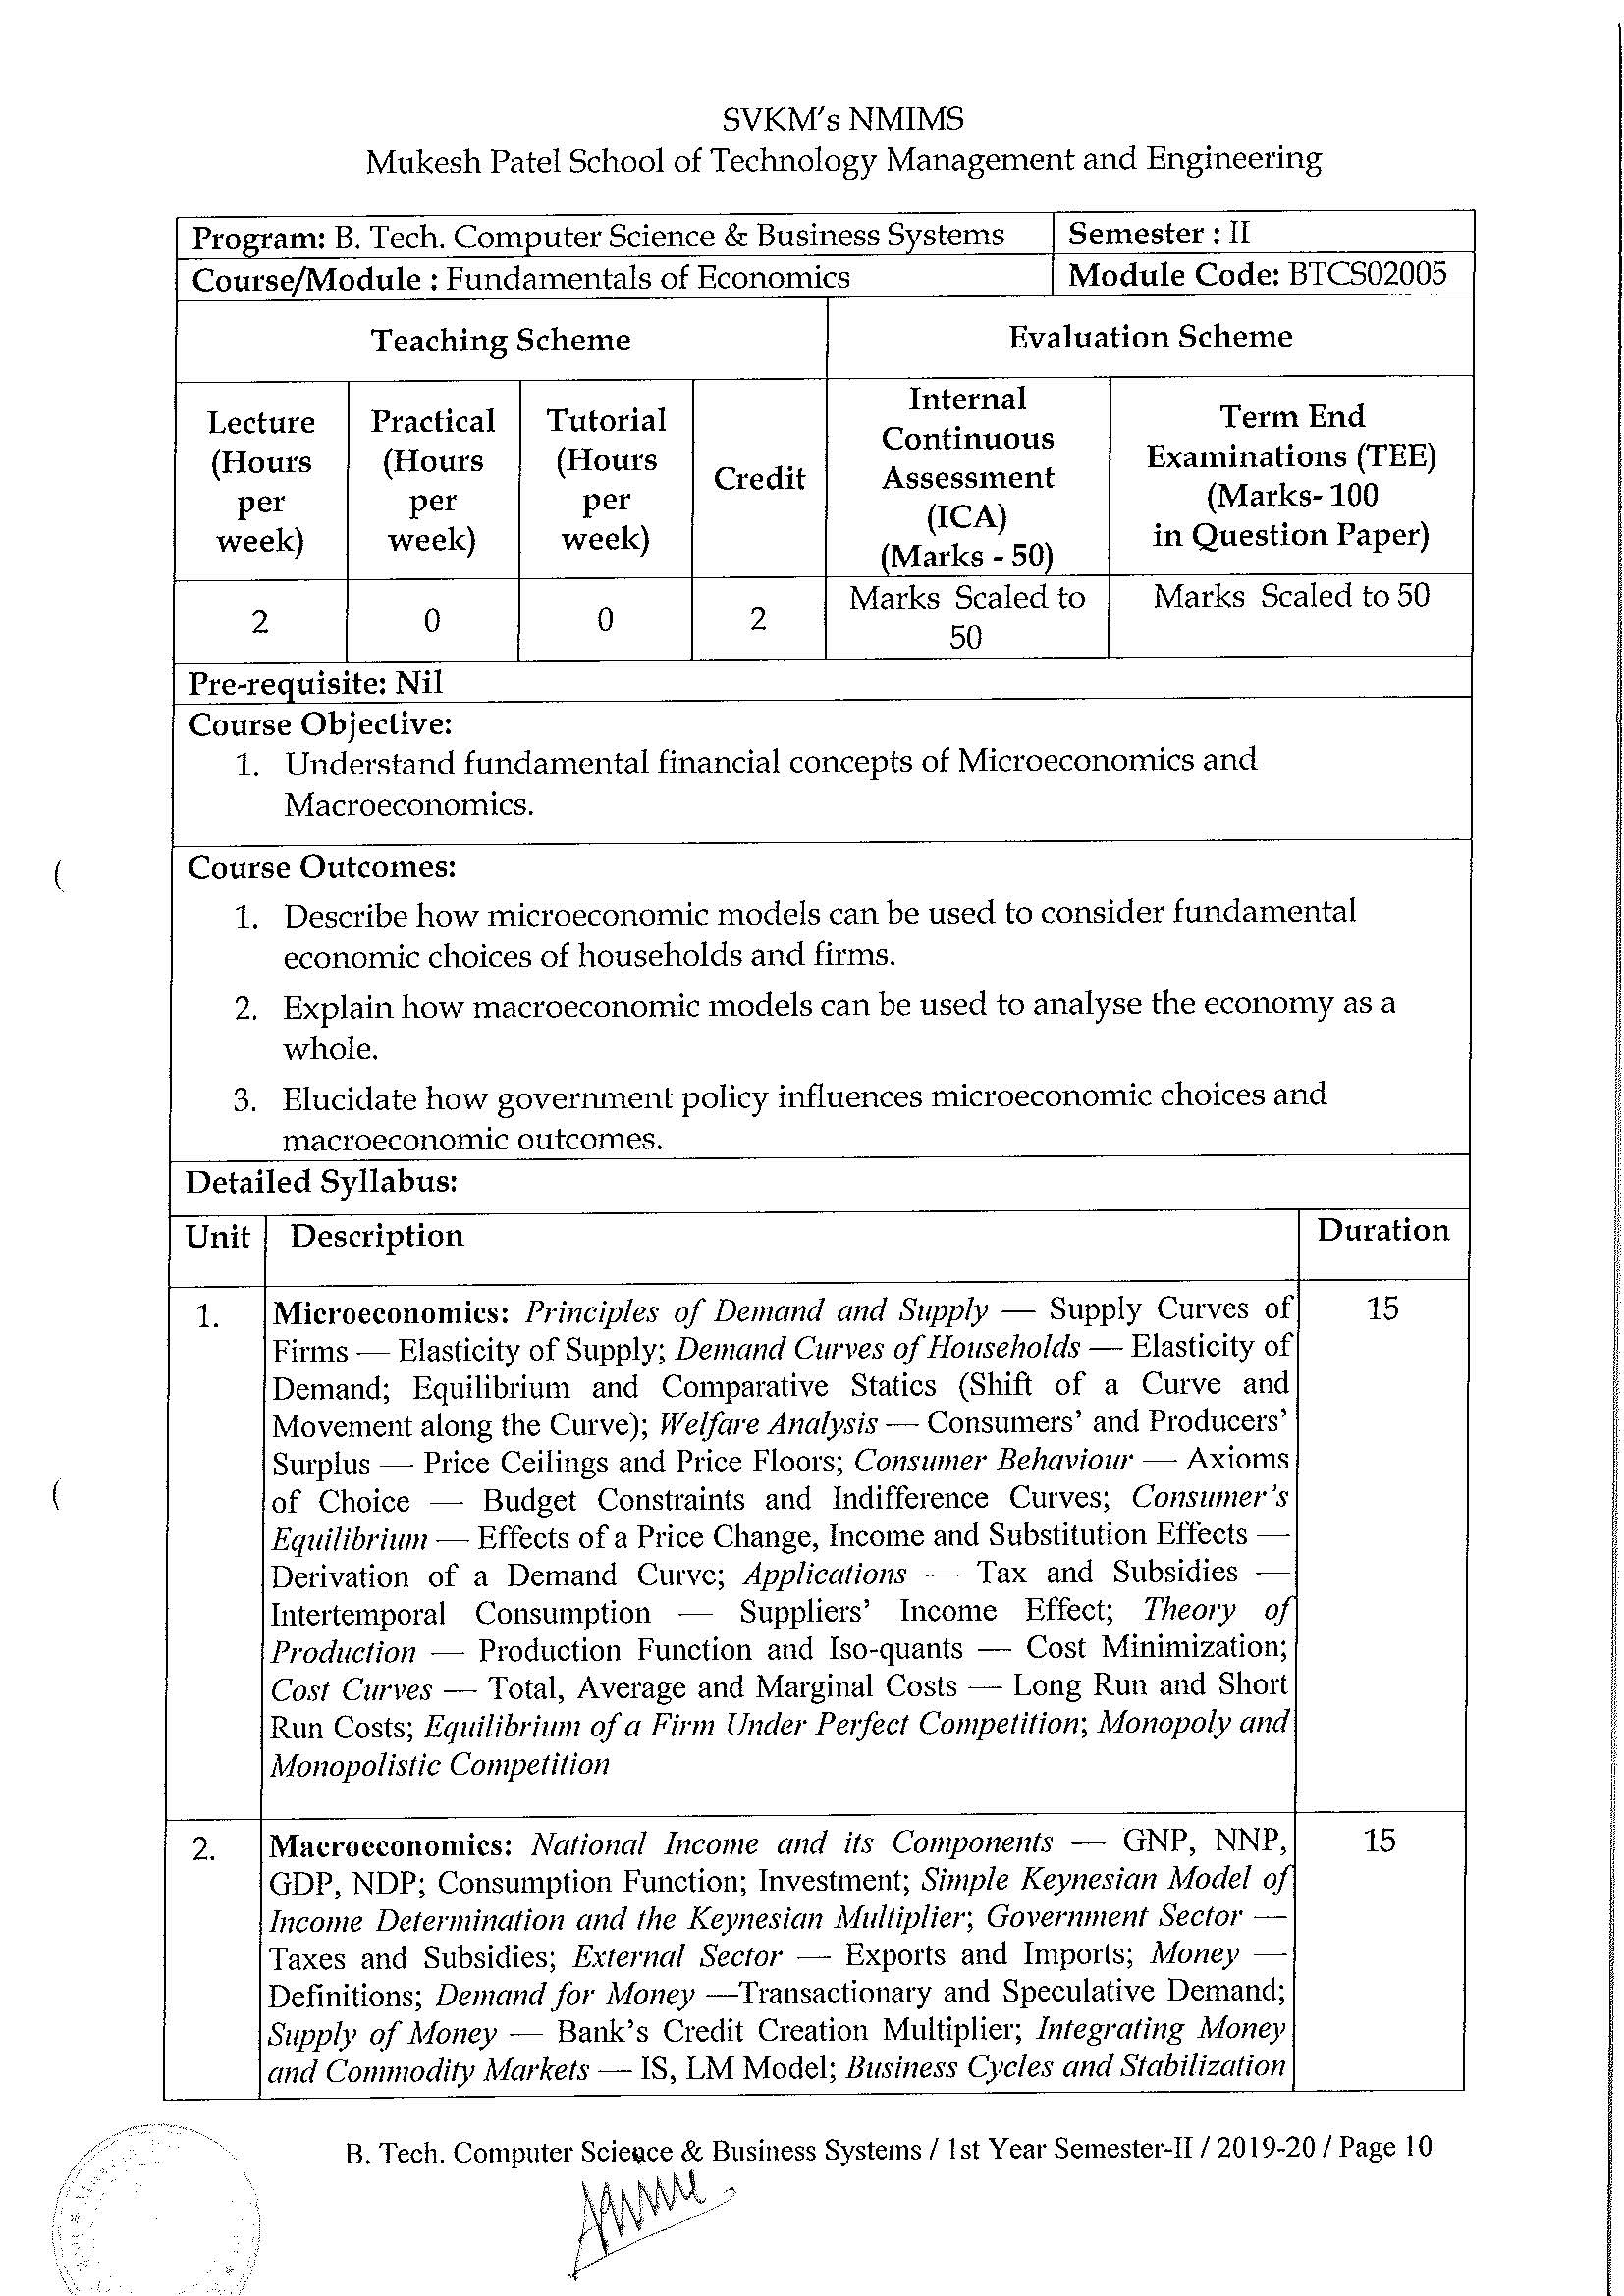 SVKM's NMIMS
Mukesh Patel School of Technology Management and Engineering
Program: B. Tech. Computer Science & Business Systems Semester : II
Course/Module : Fundamentals of Economics Module Code: BTCS02005
Teaching Scheme Evaluation Scheme
Lecture
(Hours
per
week)
Practical
(Hours
per
week)
Tutorial
(Hours
per
week)
Credit
Internal
Continuous
Assessment
(ICA)
(Marks - 50)
Term End
Examinations (TEE)
(Marks- 100
in Question Paper)
2 0 0 2
Marks Scaled to
50
Marks Scaled to 50
Pre-requisite: Nil
Course Objective:
1. Understand fundamental financial concepts of Microeconomics and
Macroeconomics.
Course Outcomes:
1. Describe how microeconomic models can be used to consider fundamental
economic choices of households and firms.
2. Explain how macroeconomic models can be used to analyse the economy as a
whole.
3. Elucidate how government policy influences microeconomic choices and
macroeconomic outcomes.
Detailed Syllabus:
Unit Description Duration
1. Microeconomics: Principles of Demand and Supply — Supply Curves of 15
Firms — Elasticity of Supply; Demand Curves of Households — Elasticity of
Demand; Equilibrium and Comparative Statics (Shift of a Curve and
Movement along the Curve); Welfare Analysis — Consumers' and Producers'
Surplus — Price Ceilings and Price Floors; Consumer Behaviour — Axioms
of Choice — Budget Constraints and Indifference Curves; Consumer's
Equilibrium — Effects of a Price Change, Income and Substitution Effects —
Derivation of a Demand Curve; Applications — Tax and Subsidies —
Intertemporal Consumption — Suppliers' Income Effect; Theory of
Production — Production Function and Iso-quants — Cost Minimization;
Cost Curves — Total, Average and Marginal Costs — Long Run and Short
Run Costs; Equilibrium of a Firm Under Perfect Competition; Monopoly and
Monopolistic Competition
2. Macroeconomics: National Income and its Components — GNP, NNP, 15
GDP, NDP; Consumption Function; Investment; Simple Keynesian Model of
Income Determination and the Keynesian Multiplier; Government Sector —
Taxes and Subsidies; External Sector — Exports and Imports; Money —
Definitions; Demand for Money —Transactionary and Speculative Demand;
Supply of Money — Bank's Credit Creation Multiplier; Integrating Money
and Commodity Markets — IS, LM Model; Business Cycles and Stabilization
B. Tech. Computer Science & Business Systems / 1st Year Semester-II / 2019-20 / Page 10